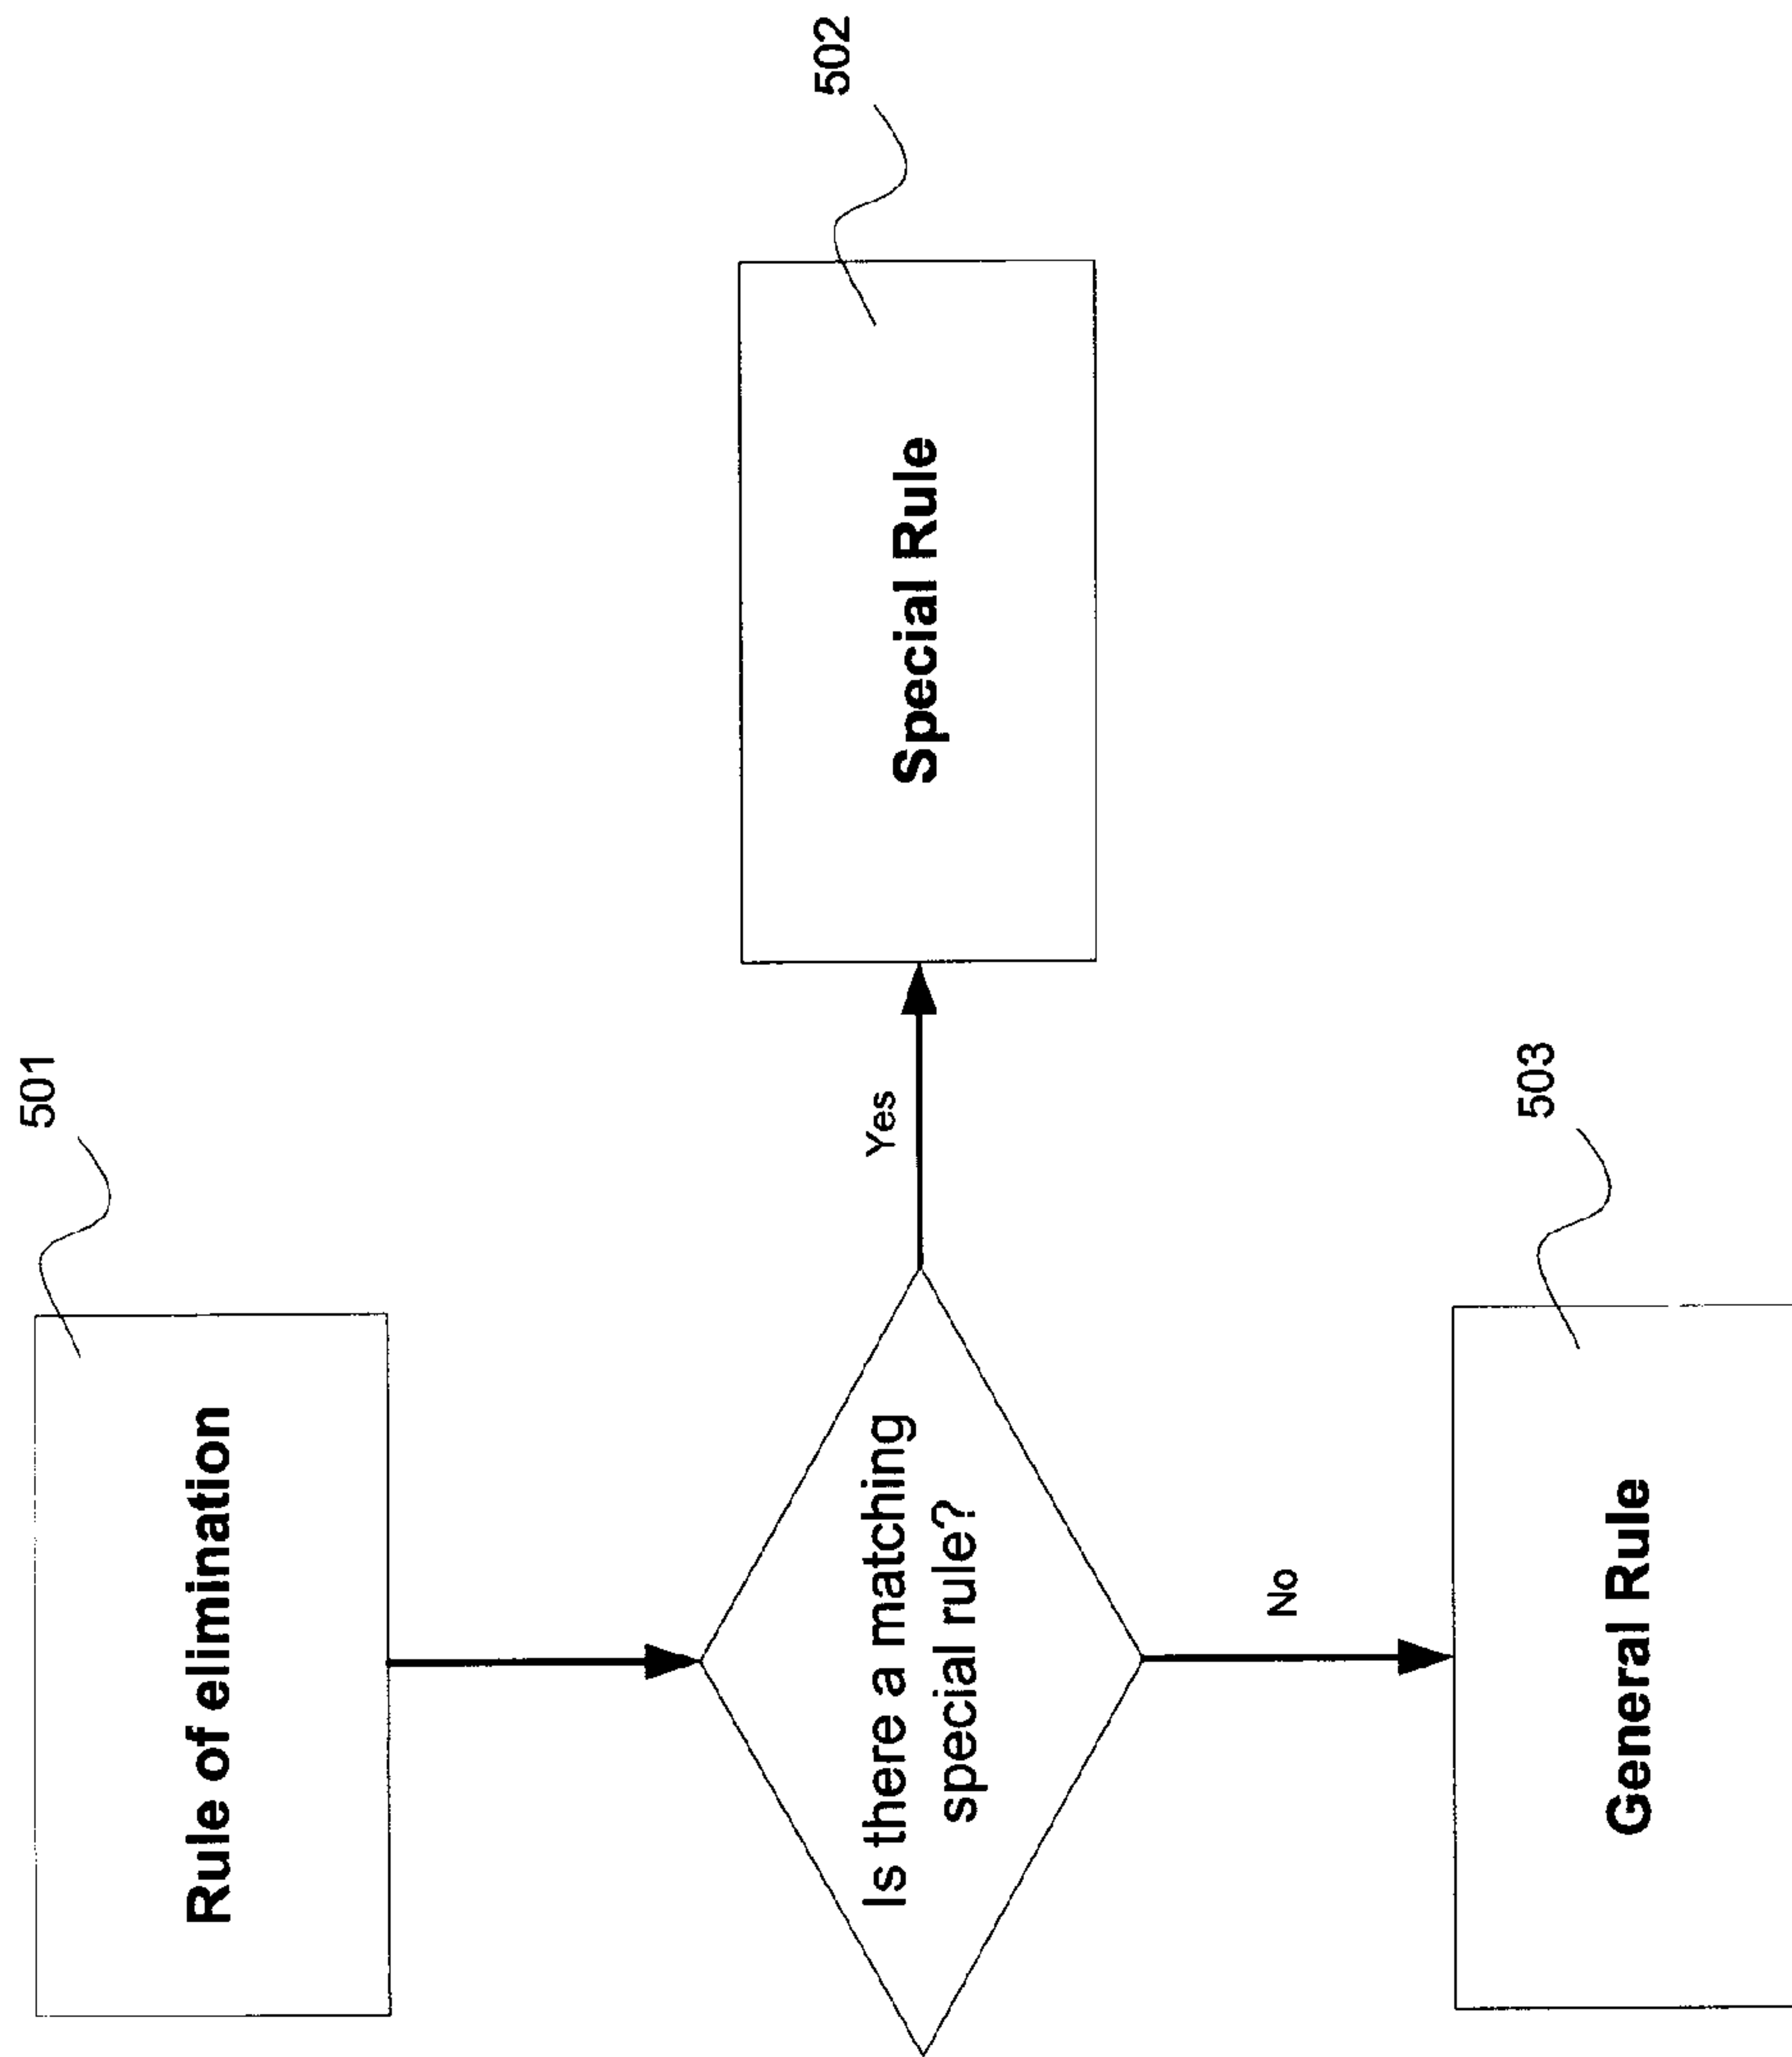 501
Rule of elimination
Is there a matching
special rule?
Yes
502
Special Rule
No
503
General Rule